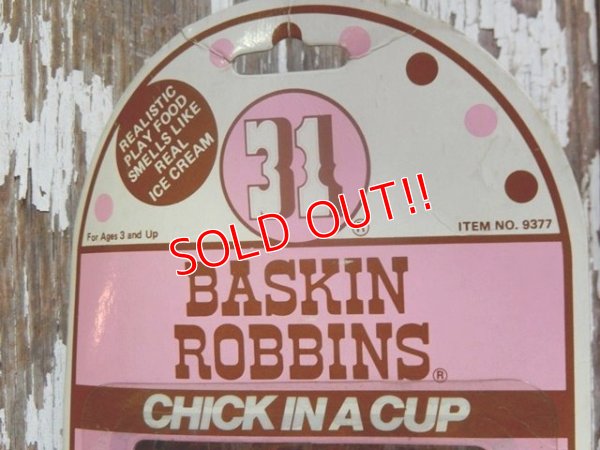 REALISTIC
PLAY FOOD
SMELLS LIKE
REAL
ICE CREAM
31®
For Ages 3 and Up
ITEM NO. 9377
SOLD OUT!!
BASKIN
ROBBINS®
CHICK IN A CUP